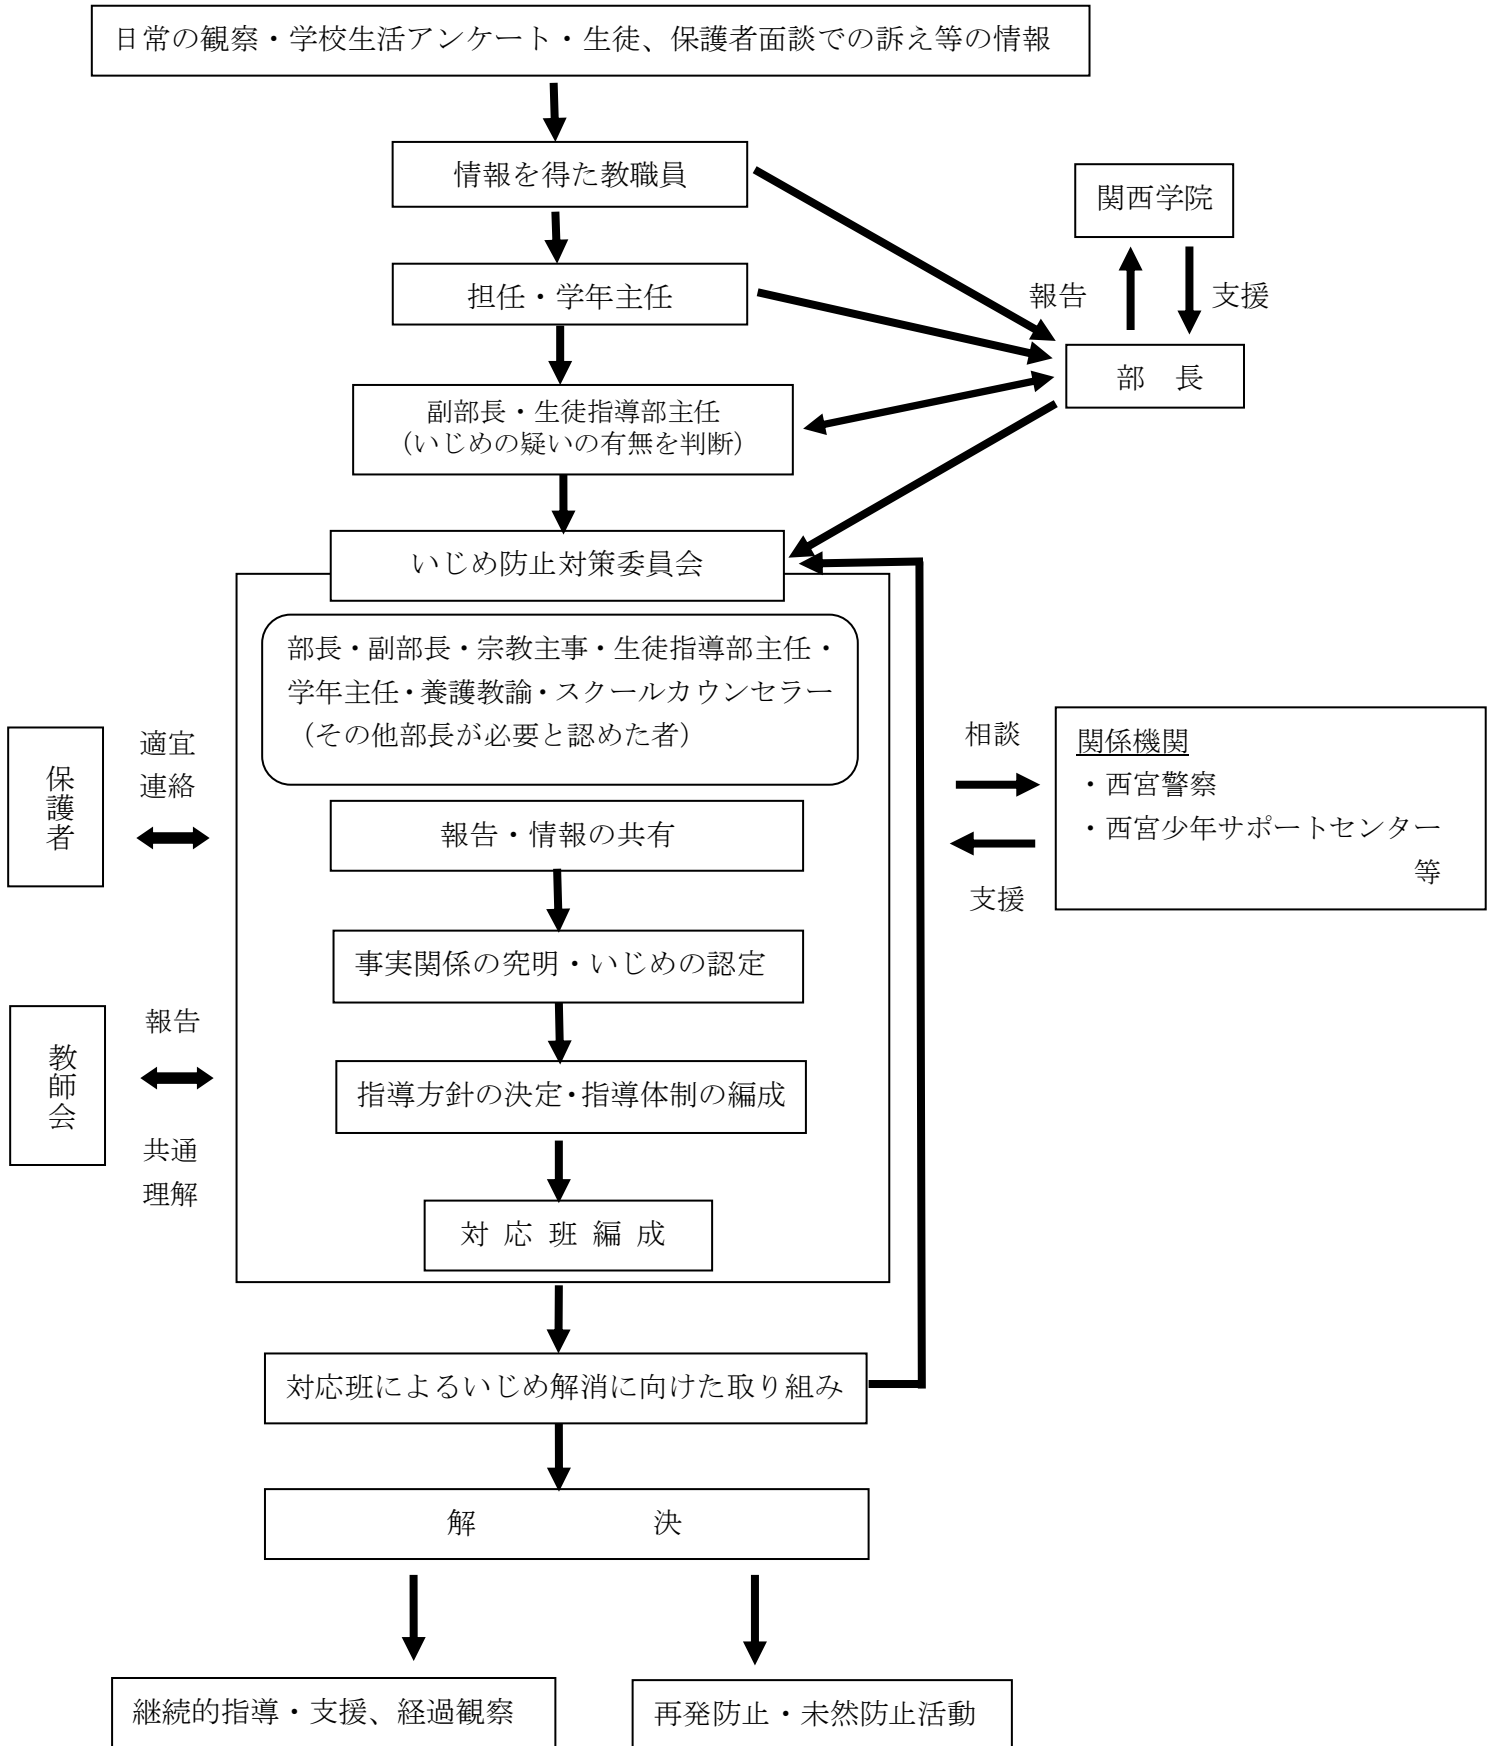 日常の観察・学校生活アンケート・生徒、保護者面談での訴え等の情報
情報を得た教職員
関西学院
担任・学年主任
報告
支援
部　長
副部長・生徒指導部主任
（いじめの疑いの有無を判断）
いじめ防止対策委員会
部長・副部長・宗教主事・生徒指導部主任・
学年主任・養護教諭・スクールカウンセラー
（その他部長が必要と認めた者）
保護者
適宜
連絡
相談
関係機関
・西宮警察
・西宮少年サポートセンター
等
支援
報告・情報の共有
事実関係の究明・いじめの認定
教師会
報告
共通
理解
指導方針の決定・指導体制の編成
対 応 班 編 成
対応班によるいじめ解消に向けた取り組み
解　　　　　　決
継続的指導・支援、経過観察
再発防止・未然防止活動